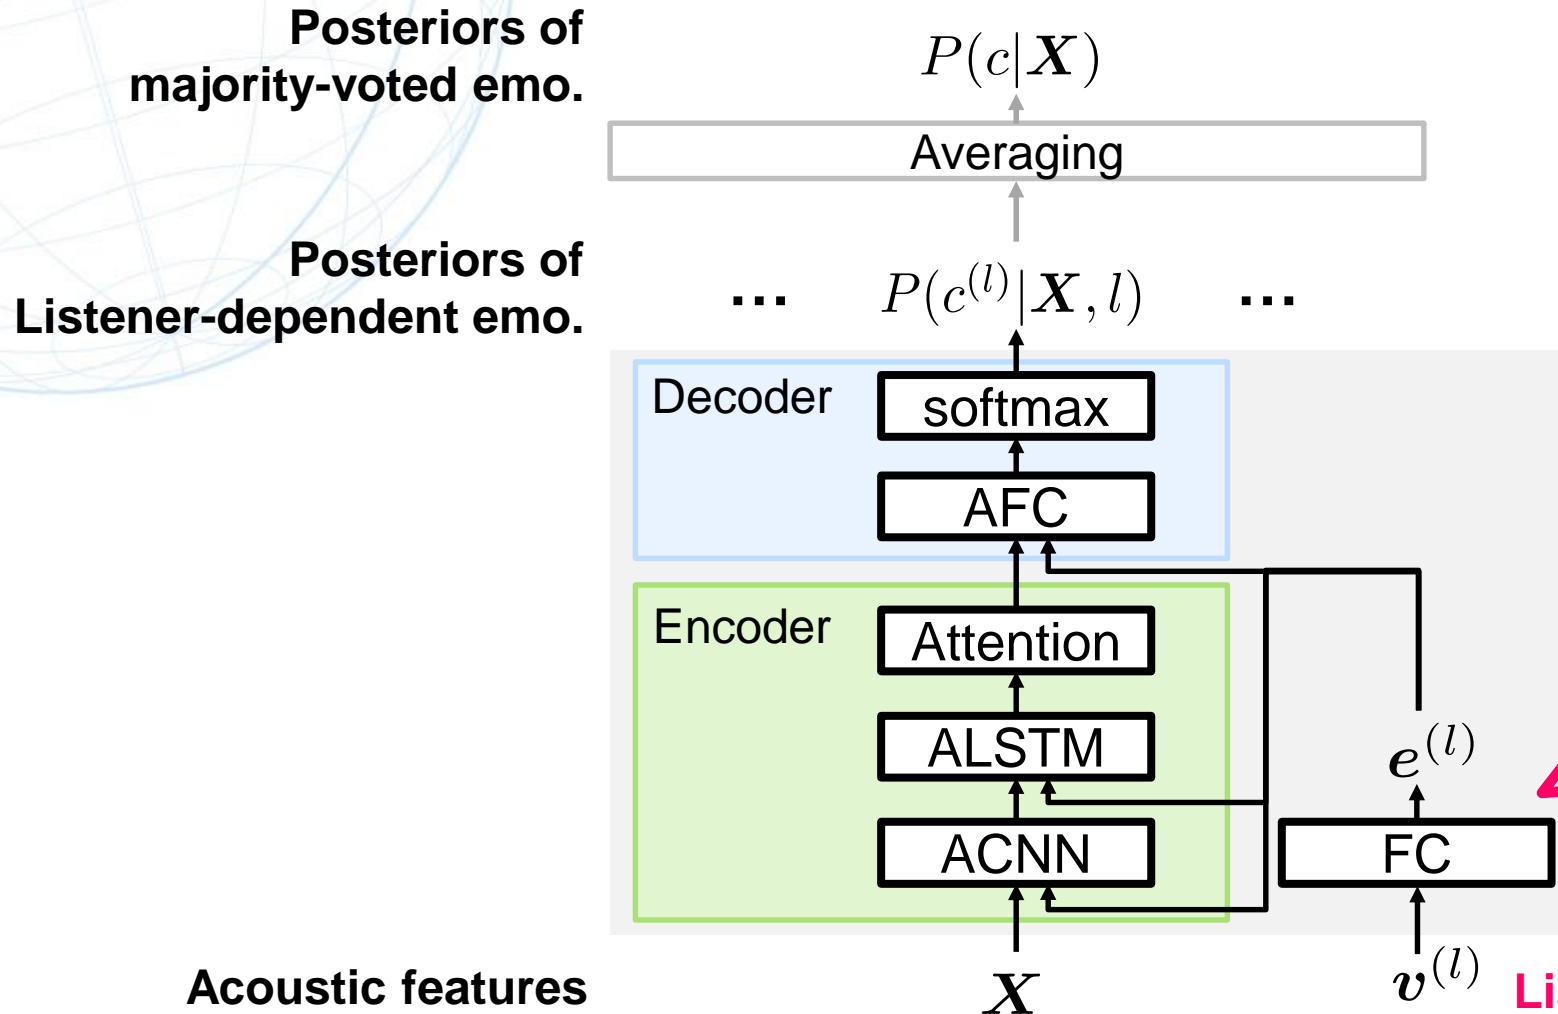 Posteriors of
majority-voted emo.
P(c|X)
Averaging
Posteriors of
Listener-dependent emo.
... P(c^{(l)}|X, l) ...
Decoder
softmax
AFC
Encoder
Attention
ALSTM
e^{(l)}
ACNN
FC
Acoustic features
X
v^{(l)}